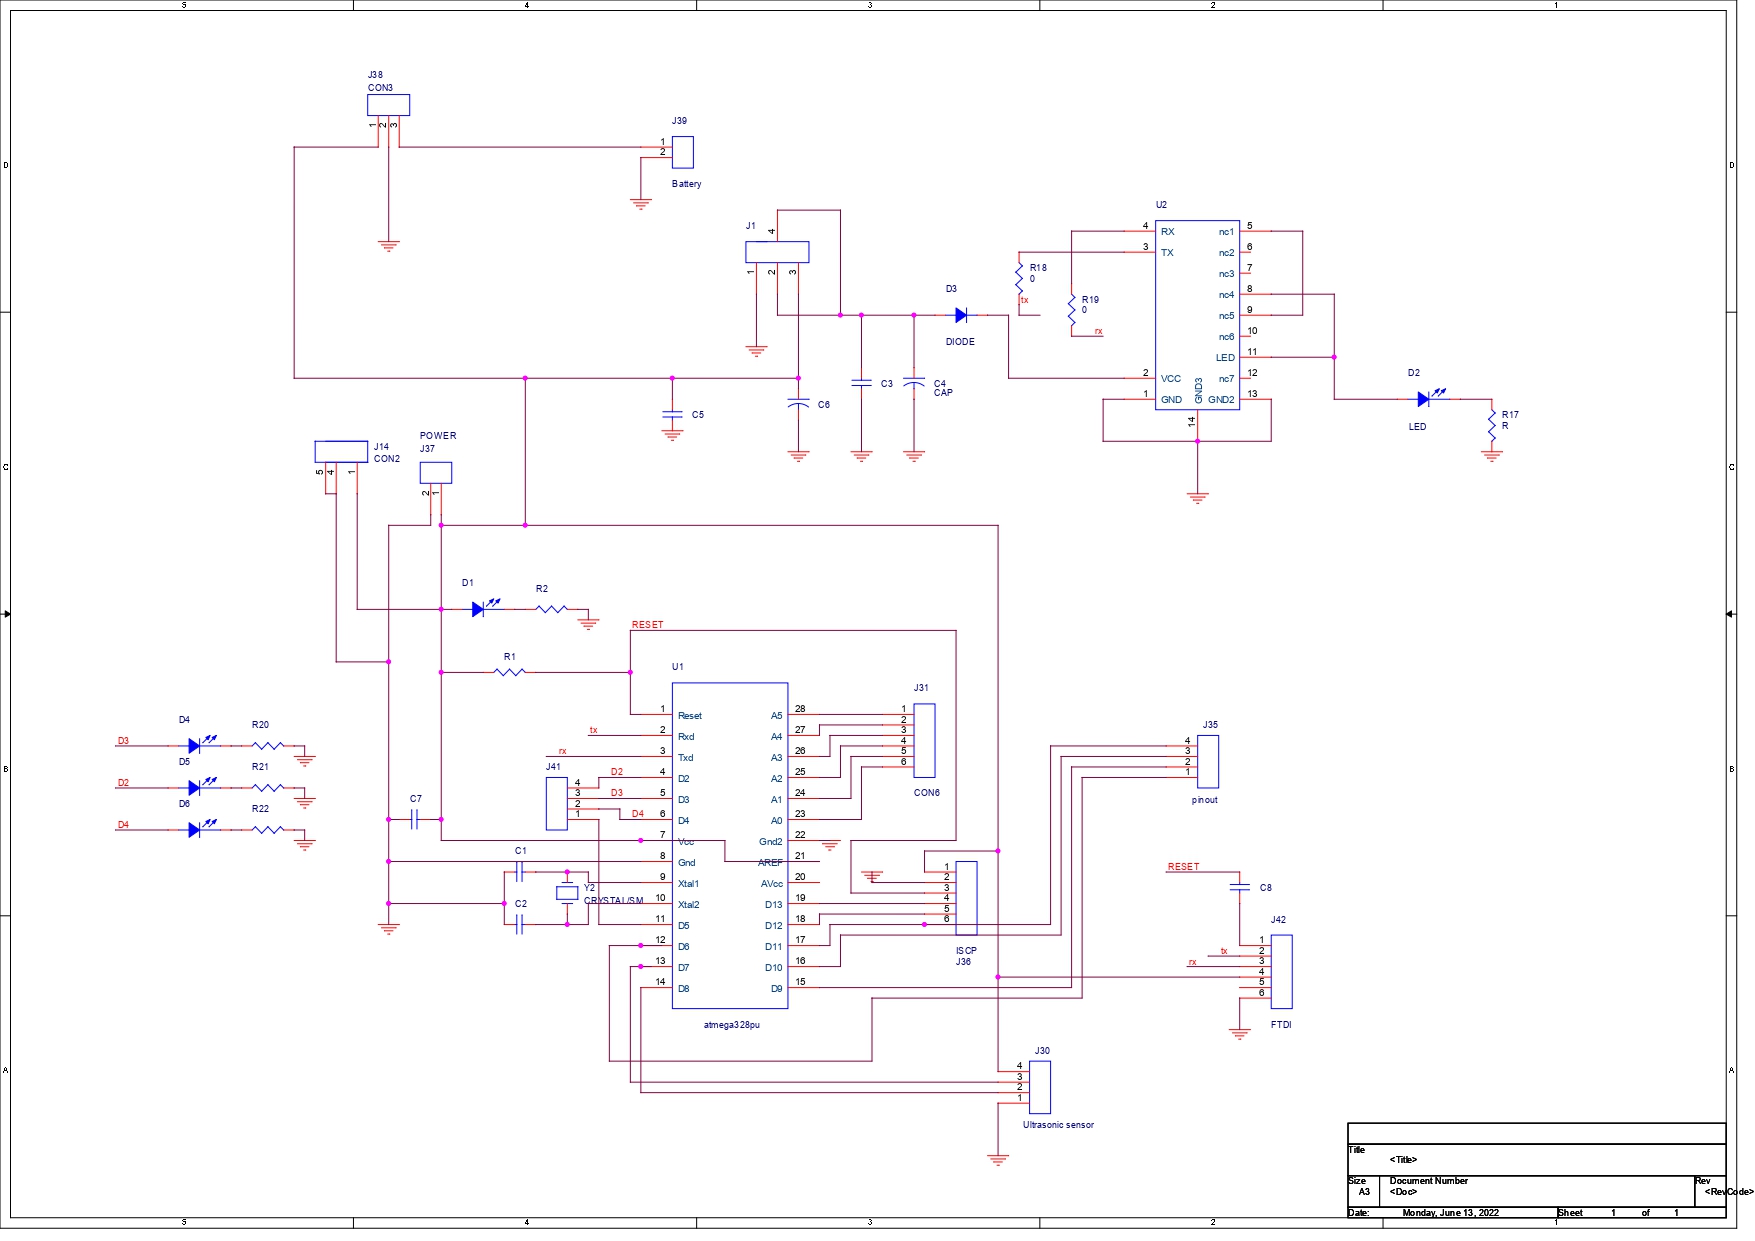 5 4 3 2 1
D
C
B
A
J38
CON3
1 2 3
J39
1
2
Battery
J1
4
1 2 3
D3
DIODE
C3
C4
CAP
C5
C6
R18
0
tx
R19
0
rx
U2
4 RX nc1 5
3 TX nc2 6
nc3 7
nc4 8
nc5 9
nc6 10
LED 11
2 VCC nc7 12
1 GND GND3 GND2 13
14
D2
LED
R17
R
J14
CON2
5 4 1
POWER
J37
2 1
D1
R2
RESET
R1
U1
1 Reset A5 28
tx 2 Rxd A4 27
rx 3 Txd A3 26
D2 4 D2 A2 25
D3 5 D3 A1 24
D4 6 D4 A0 23
7 Vcc Gnd2 22
8 Gnd AREF 21
9 Xtal1 AVcc 20
10 Xtal2 D13 19
11 D5 D12 18
12 D6 D11 17
13 D7 D10 16
14 D8 D9 15
atmega328pu
J41
4
3
2
1
C7
C1
C2
Y2
CRYSTAL/SM
D4
D3
R20
D5
D2
R21
D6
D4
R22
J31
1
2
3
4
5
6
CON6
1
2
3
4
5
6
ISCP
J36
J35
4
3
2
1
pinout
RESET
C8
J42
1
tx 2
rx 3
4
5
6
FTDI
J30
4
3
2
1
Ultrasonic sensor
Title
<Title>
Size Document Number Rev
A3 <Doc> <RevCode>
Date: Monday, June 13, 2022 Sheet 1 of 1
5 4 3 2 1
D
C
B
A